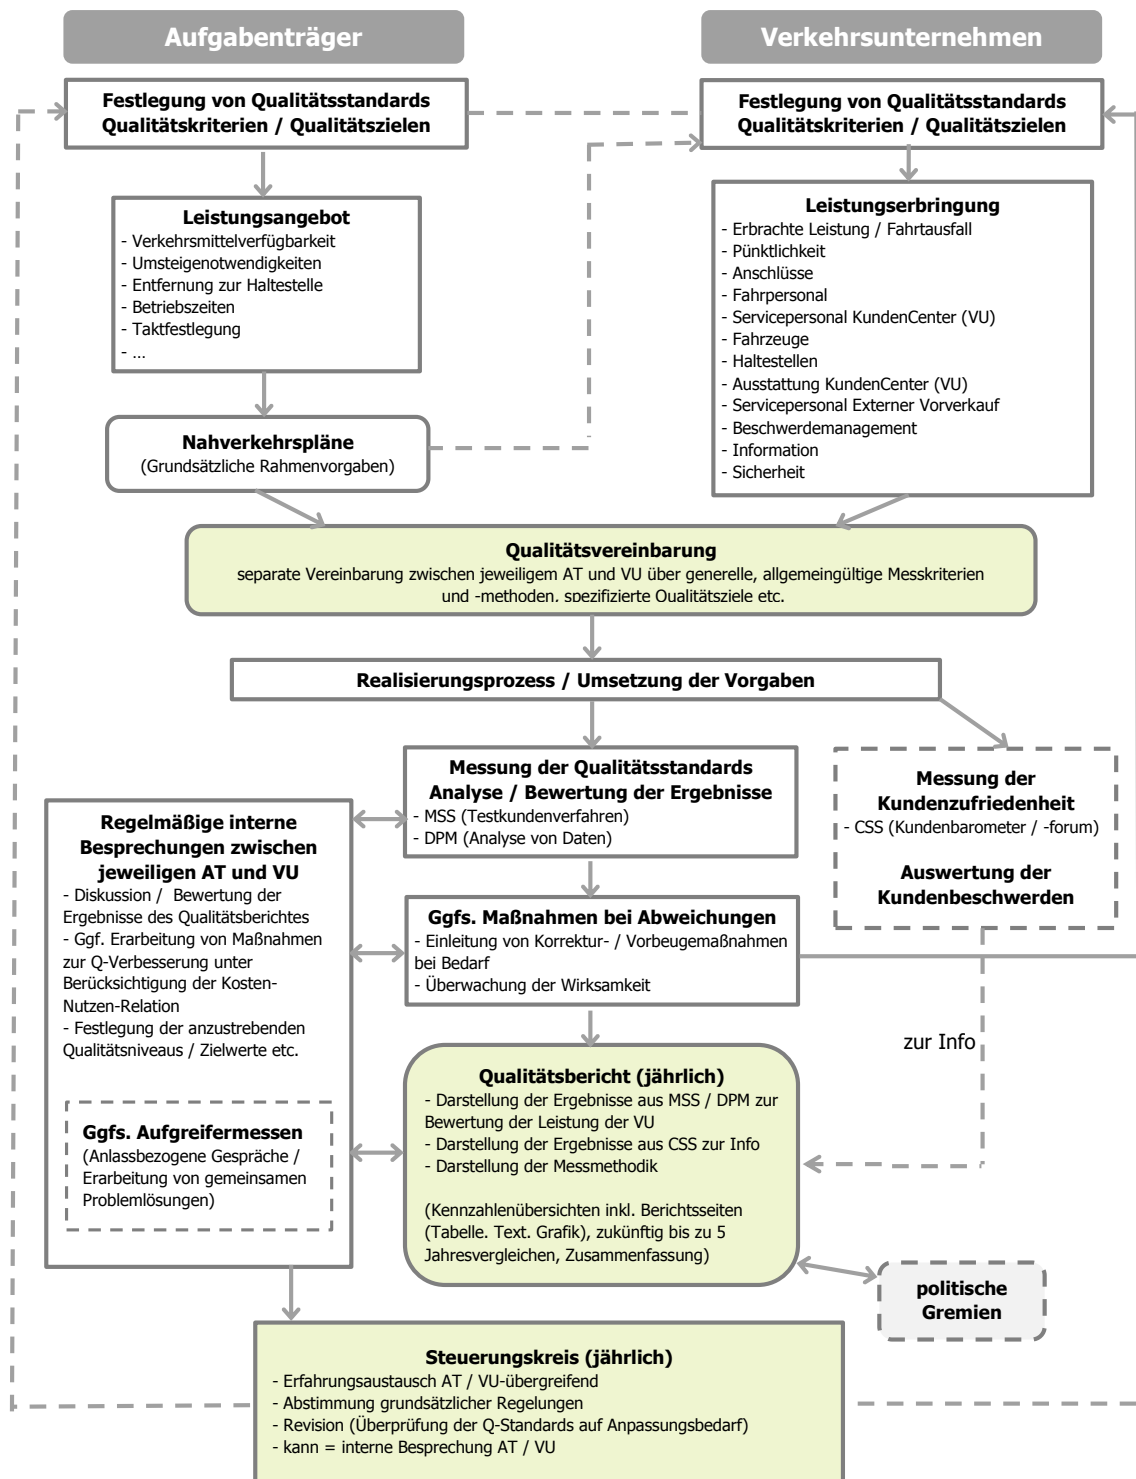 Aufgabenträger
Verkehrsunternehmen
Festlegung von Qualitätsstandards
Qualitätskriterien / Qualitätszielen
Festlegung von Qualitätsstandards
Qualitätskriterien / Qualitätszielen
Leistungsangebot
- Verkehrsmittelverfügbarkeit
- Umsteigenotwendigkeiten
- Entfernung zur Haltestelle
- Betriebszeiten
- Taktfestlegung
- ...
Leistungserbringung
- Erbrachte Leistung / Fahrtausfall
- Pünktlichkeit
- Anschlüsse
- Fahrpersonal
- Servicepersonal KundenCenter (VU)
- Fahrzeuge
- Haltestellen
- Ausstattung KundenCenter (VU)
- Servicepersonal Externer Vorverkauf
- Beschwerdemanagement
- Information
- Sicherheit
Nahverkehrspläne
(Grundsätzliche Rahmenvorgaben)
Qualitätsvereinbarung
separate Vereinbarung zwischen jeweiligem AT und VU über generelle, allgemeingültige Messkriterien
und -methoden, spezifizierte Qualitätsziele etc.
Realisierungsprozess / Umsetzung der Vorgaben
Messung der Qualitätsstandards
Analyse / Bewertung der Ergebnisse
- MSS (Testkundenverfahren)
- DPM (Analyse von Daten)
Messung der
Kundenzufriedenheit
- CSS (Kundenbarometer / -forum)
Auswertung der
Kundenbeschwerden
Regelmäßige interne
Besprechungen zwischen
jeweiligen AT und VU
- Diskussion / Bewertung der
Ergebnisse des Qualitätsberichtes
- Ggf. Erarbeitung von Maßnahmen
zur Q-Verbesserung unter
Berücksichtigung der Kosten-
Nutzen-Relation
- Festlegung der anzustrebenden
Qualitätsniveaus / Zielwerte etc.
Ggfs. Aufgreifermessen
(Anlassbezogene Gespräche /
Erarbeitung von gemeinsamen
Problemlösungen)
Ggfs. Maßnahmen bei Abweichungen
- Einleitung von Korrektur- / Vorbeugemaßnahmen
bei Bedarf
- Überwachung der Wirksamkeit
zur Info
Qualitätsbericht (jährlich)
- Darstellung der Ergebnisse aus MSS / DPM zur
Bewertung der Leistung der VU
- Darstellung der Ergebnisse aus CSS zur Info
- Darstellung der Messmethodik
(Kennzahlenübersichten inkl. Berichtsseiten
(Tabelle. Text. Grafik), zukünftig bis zu 5
Jahresvergleichen, Zusammenfassung)
politische
Gremien
Steuerungskreis (jährlich)
- Erfahrungsaustausch AT / VU-übergreifend
- Abstimmung grundsätzlicher Regelungen
- Revision (Überprüfung der Q-Standards auf Anpassungsbedarf)
- kann = interne Besprechung AT / VU